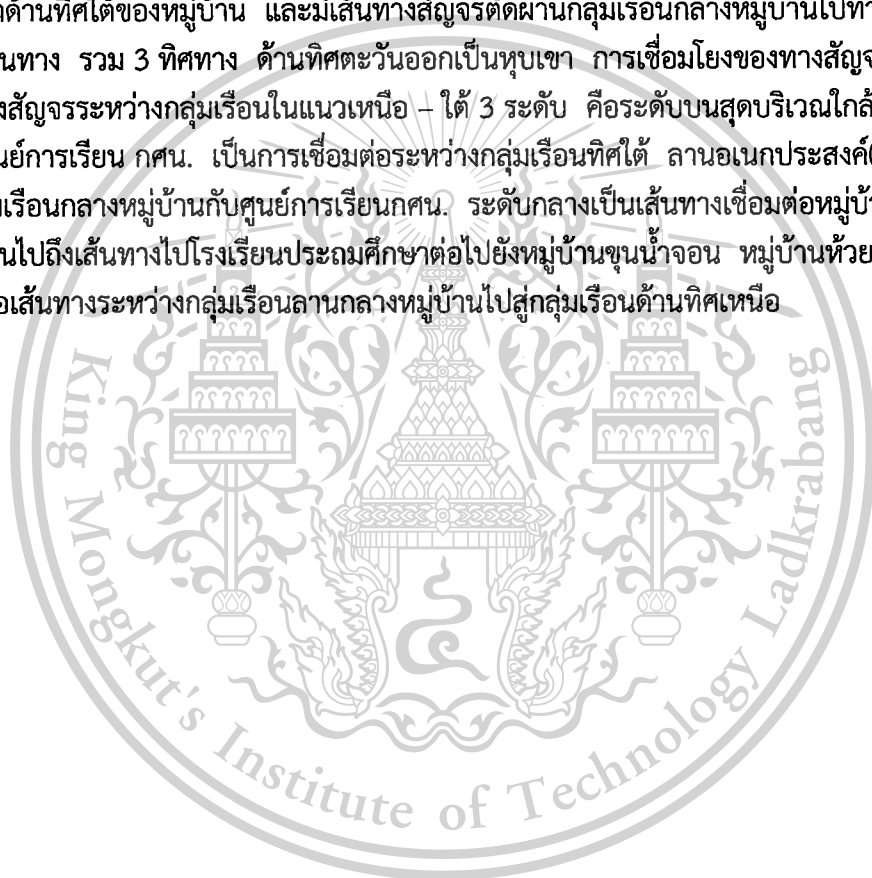 ด้านทิศใต้ของหมู่บ้าน และมีเส้นทางสัญจรตัดผ่านกลุ่มเรือนกลางหมู่บ้านไปทา
นทาง รวม 3 ทิศทาง ด้านทิศตะวันออกเป็นหุบเขา การเชื่อมโยงของทางสัญจ
งสัญจรระหว่างกลุ่มเรือนในแนวเหนือ – ใต้ 3 ระดับ คือระดับบนสุดบริเวณใกล้
นย์การเรียน กศน. เป็นการเชื่อมต่อระหว่างกลุ่มเรือนทิศใต้ ลานอเนกประสงค์
มเรือนกลางหมู่บ้านกับศูนย์การเรียนกศน. ระดับกลางเป็นเส้นทางเชื่อมต่อหมู่บ้า
นไปถึงเส้นทางไปโรงเรียนประถมศึกษาต่อไปยังหมู่บ้านขุนน้ำจอน หมู่บ้านห้วย
อเส้นทางระหว่างกลุ่มเรือนลานกลางหมู่บ้านไปสู่กลุ่มเรือนด้านทิศเหนือ
King Mongkut's Institute of Technology Ladkrabang